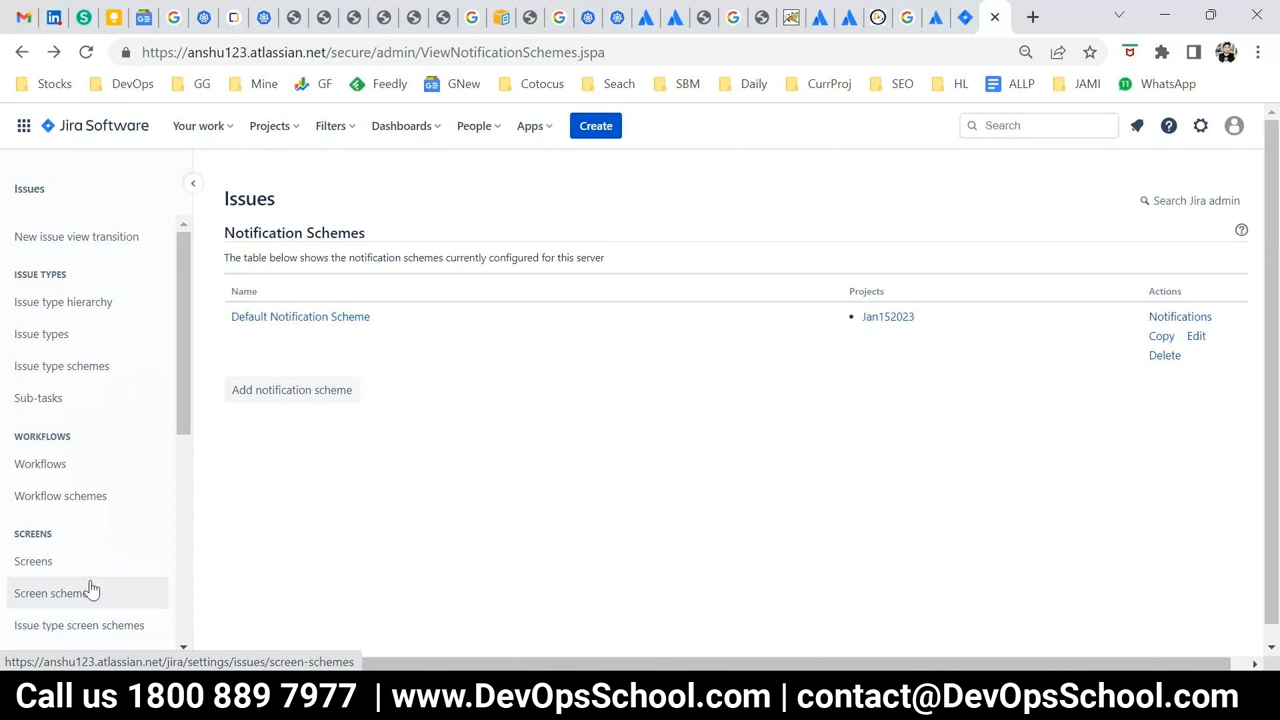 https://anshu123.atlassian.net/secure/admin/ViewNotificationSchemes.jspa
Stocks DevOps GG Mine GF Feedly GNew Cotocus Seach SBM Daily CurrProj SEO HL ALLP JAMI 11 WhatsApp
Jira Software Your work Projects Filters Dashboards People Apps Create Search
Issues
New issue view transition
ISSUE TYPES
Issue type hierarchy
Issue types
Issue type schemes
Sub-tasks
WORKFLOWS
Workflows
Workflow schemes
SCREENS
Screens
Screen scheme
Issue type screen schemes
Issues
Search Jira admin
Notification Schemes
The table below shows the notification schemes currently configured for this server
Name Projects Actions
Default Notification Scheme • Jan152023 Notifications
Copy Edit
Delete
Add notification scheme
https://anshu123.atlassian.net/jira/settings/issues/screen-schemes
Call us 1800 889 7977 | www.DevOpsSchool.com | contact@DevOpsSchool.com